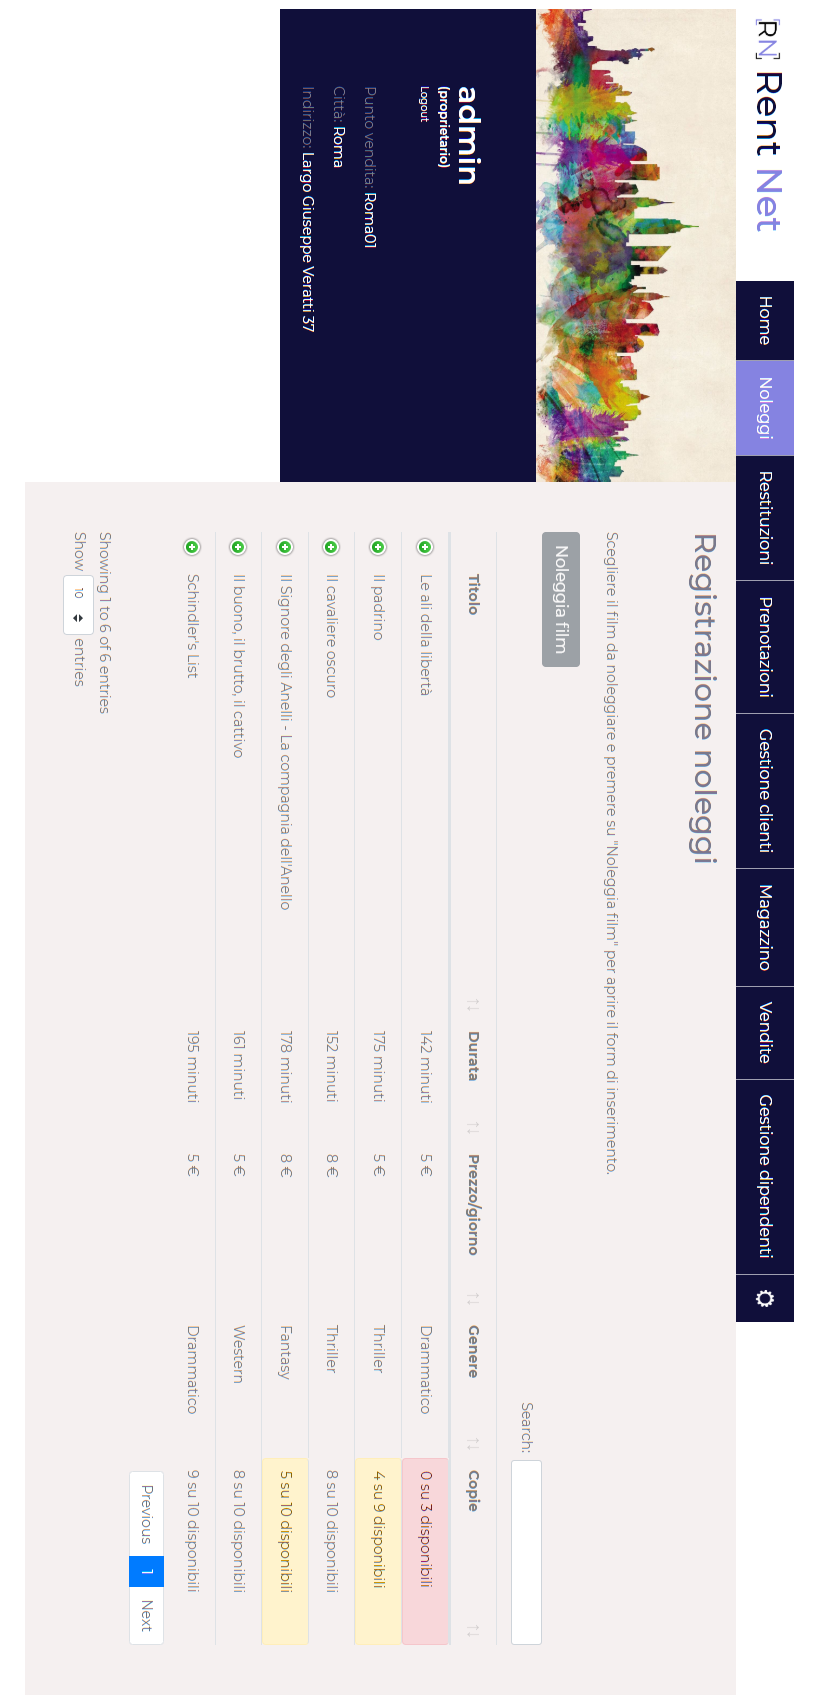 [RN] Rent Net
Home Noleggi Restituzioni Prenotazioni Gestione clienti Magazzino Vendite Gestione dipendenti
admin
(proprietario)
Logout
Punto vendita: Roma01
Città: Roma
Indirizzo: Largo Giuseppe Veratti 37
Registrazione noleggi
Scegliere il film da noleggiare e premere su "Noleggia film" per aprire il form di inserimento.
Noleggia film
Search:
Titolo Durata Prezzo/giorno Genere Copie
Le ali della libertà 142 minuti 5 € Drammatico 0 su 3 disponibili
Il padrino 175 minuti 5 € Thriller 4 su 9 disponibili
Il cavaliere oscuro 152 minuti 8 € Thriller 8 su 10 disponibili
Il Signore degli Anelli - La compagnia dell'Anello 178 minuti 8 € Fantasy 5 su 10 disponibili
Il buono, il brutto, il cattivo 161 minuti 5 € Western 8 su 10 disponibili
Schindler's List 195 minuti 5 € Drammatico 9 su 10 disponibili
Previous 1 Next
Showing 1 to 6 of 6 entries
Show 10 entries